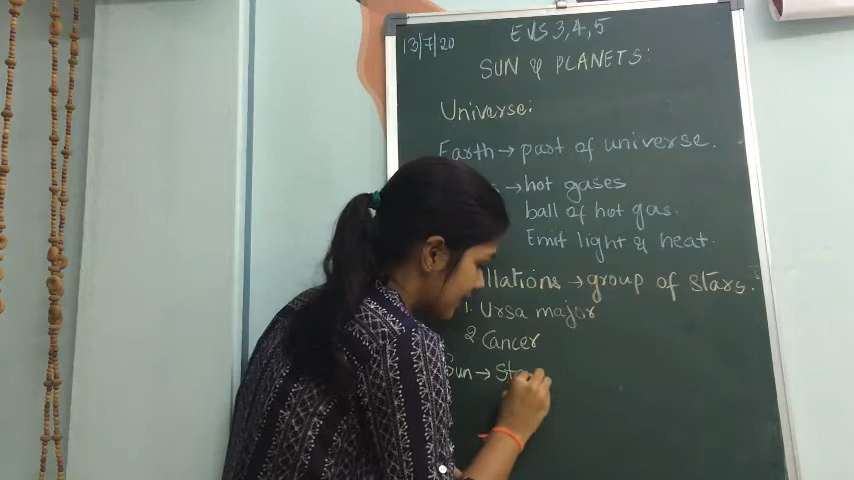 13/7/20
EVS 3,4,5
SUN & PLANETS:
Universe:
Earth → part of universe.
→ hot gases
ball of hot gas.
Emit light & heat.
llations → group of stars.
1. Ursa major
2 Cancer
Sun → St